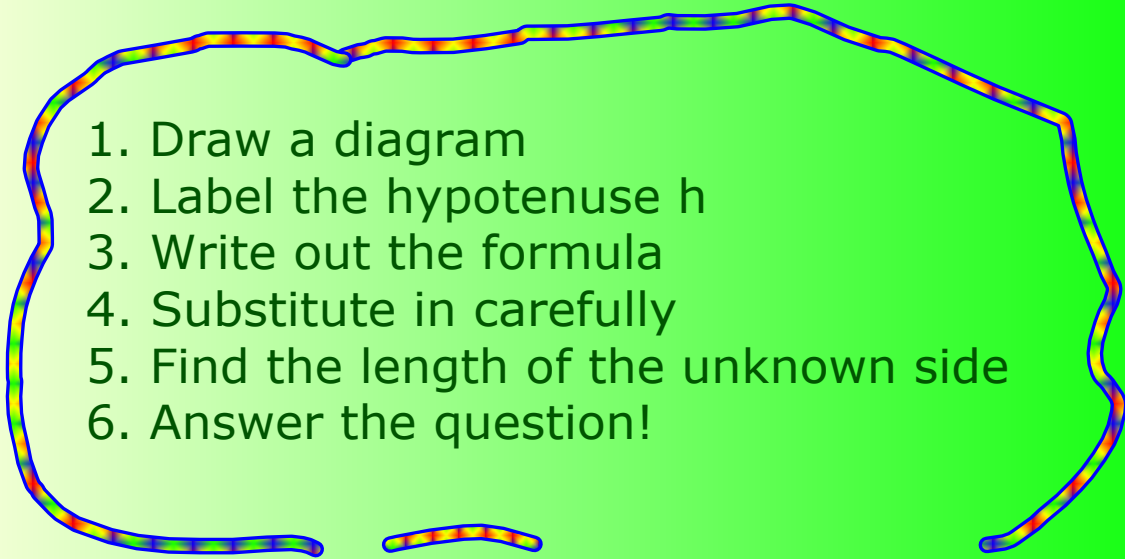 1. Draw a diagram
2. Label the hypotenuse h
3. Write out the formula
4. Substitute in carefully
5. Find the length of the unknown side
6. Answer the question!